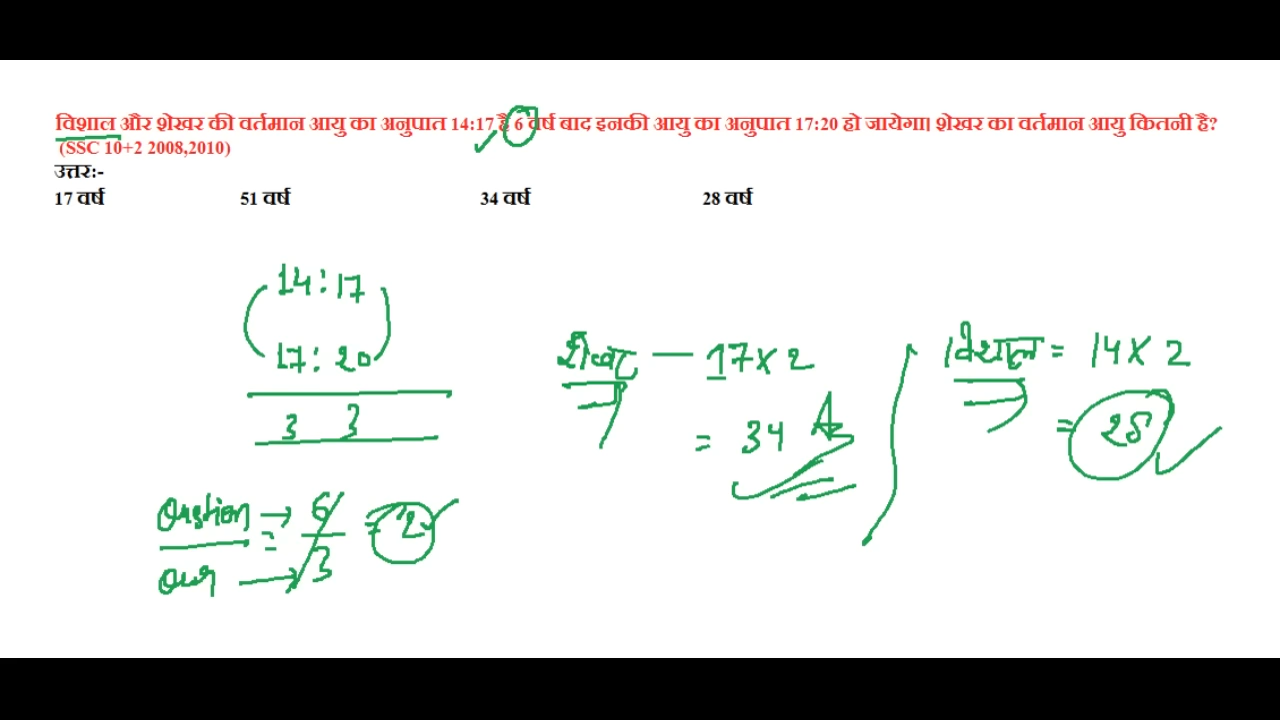 विशाल और शेखर की वर्तमान आयु का अनुपात 14:17 है 6 वर्ष बाद इनकी आयु का अनुपात 17:20 हो जायेगा। शेखर का वर्तमान आयु कितनी है?
(SSC 10+2 2008,2010)
उत्तरः-
17 वर्ष 51 वर्ष 34 वर्ष 28 वर्ष
14:17
17:20
3 3
शेखर — 17×2
= 34
विशाल = 14×2
= 28
Question → 6
= 2
our → 3